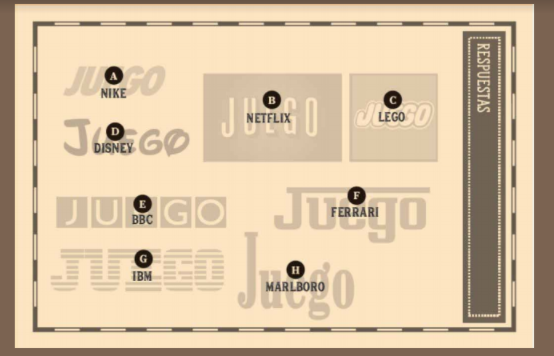 JUEGO
A
NIKE
JUEGO
B
NETFLIX
JUEGO
C
LEGO
JUEGO
D
DISNEY
JUEGO
E
BBC
Juego
F
FERRARI
JUEGO
G
IBM
Juego
H
MARLBORO
RESPUESTAS